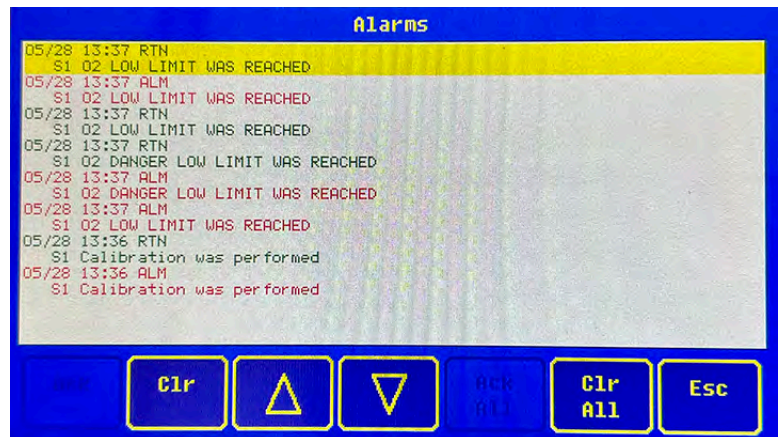 Alarms
05/28 13:37 RTN
S1 O2 LOW LIMIT WAS REACHED
05/28 13:37 ALM
S1 O2 LOW LIMIT WAS REACHED
05/28 13:37 RTN
S1 O2 LOW LIMIT WAS REACHED
05/28 13:37 RTN
S1 O2 DANGER LOW LIMIT WAS REACHED
05/28 13:37 ALM
S1 O2 DANGER LOW LIMIT WAS REACHED
05/28 13:37 ALM
S1 O2 LOW LIMIT WAS REACHED
05/28 13:36 RTN
S1 Calibration was performed
05/28 13:36 ALM
S1 Calibration was performed
Clr
Ack All
Clr All
Esc